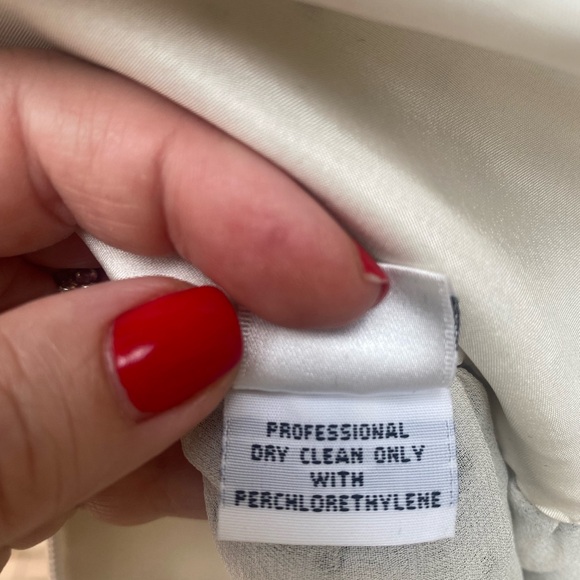 PROFESSIONAL
DRY CLEAN ONLY
WITH
PERCHLORETHYLENE